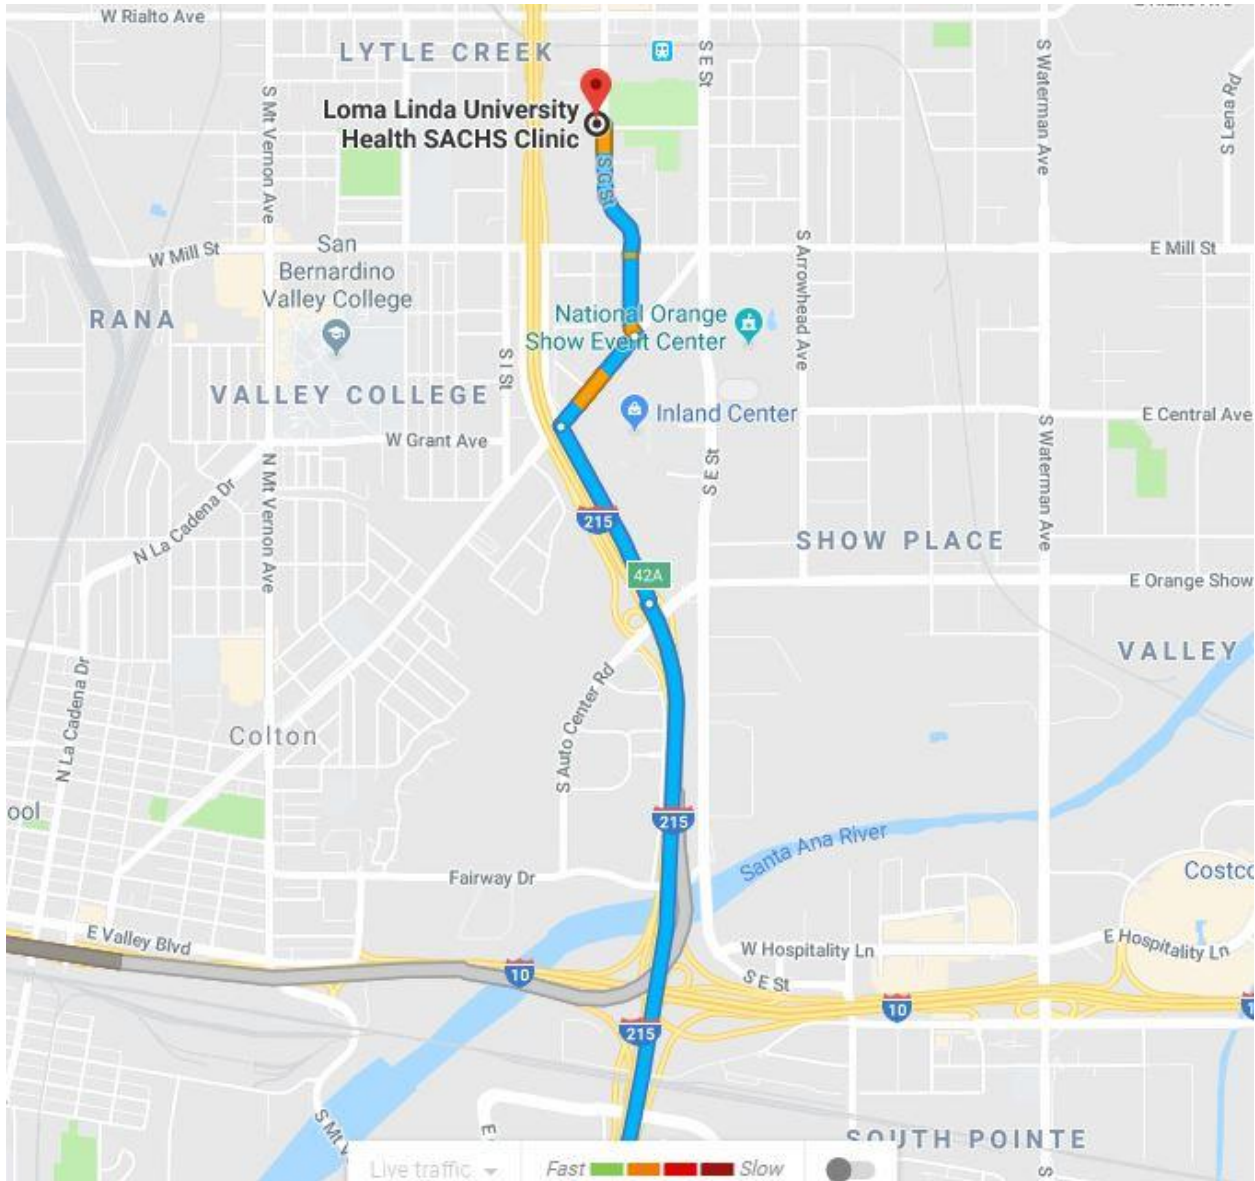 W Rialto Ave
LYTLE CREEK
S E St
S Waterman Ave
S Lena Rd
S Mt Vernon Ave
Loma Linda University
Health SACHS Clinic
S G St
W Mill St
San
Bernardino
Valley College
S Arrowhead Ave
E Mill St
RANA
National Orange
Show Event Center
S I St
VALLEY COLLEGE
Inland Center
E Central Ave
W Grant Ave
N La Cadena Dr
N Mt Vernon Ave
S E St
S Waterman Ave
215
SHOW PLACE
42A
E Orange Show
VALLEY
N La Cadena Dr
Colton
S Auto Center Rd
ool
215
Santa Ana River
Fairway Dr
Costco
E Valley Blvd
W Hospitality Ln
E Hospitality Ln
10
S E St
10
215
S Mt V
E
SOUTH POINTE
S
Live traffic
Fast
Slow